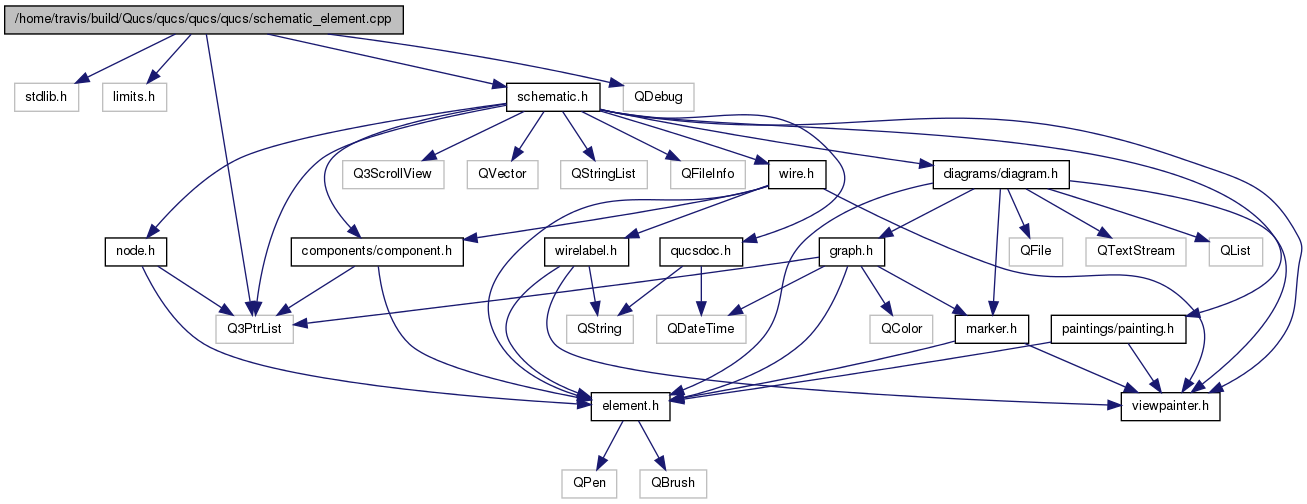 /home/travis/build/Qucs/qucs/qucs/qucs/schematic_element.cpp
stdlib.h
limits.h
schematic.h
QDebug
Q3ScrollView
QVector
QStringList
QFileInfo
wire.h
diagrams/diagram.h
node.h
components/component.h
wirelabel.h
qucsdoc.h
graph.h
QFile
QTextStream
QList
Q3PtrList
QString
QDateTime
QColor
marker.h
paintings/painting.h
element.h
viewpainter.h
QPen
QBrush